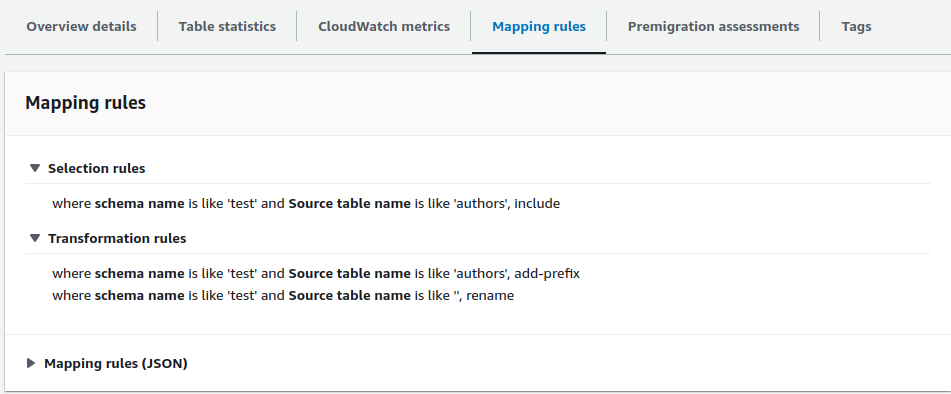 Overview details
Table statistics
CloudWatch metrics
Mapping rules
Premigration assessments
Tags
Mapping rules
Selection rules
where schema name is like 'test' and Source table name is like 'authors', include
Transformation rules
where schema name is like 'test' and Source table name is like 'authors', add-prefix
where schema name is like 'test' and Source table name is like '', rename
Mapping rules (JSON)